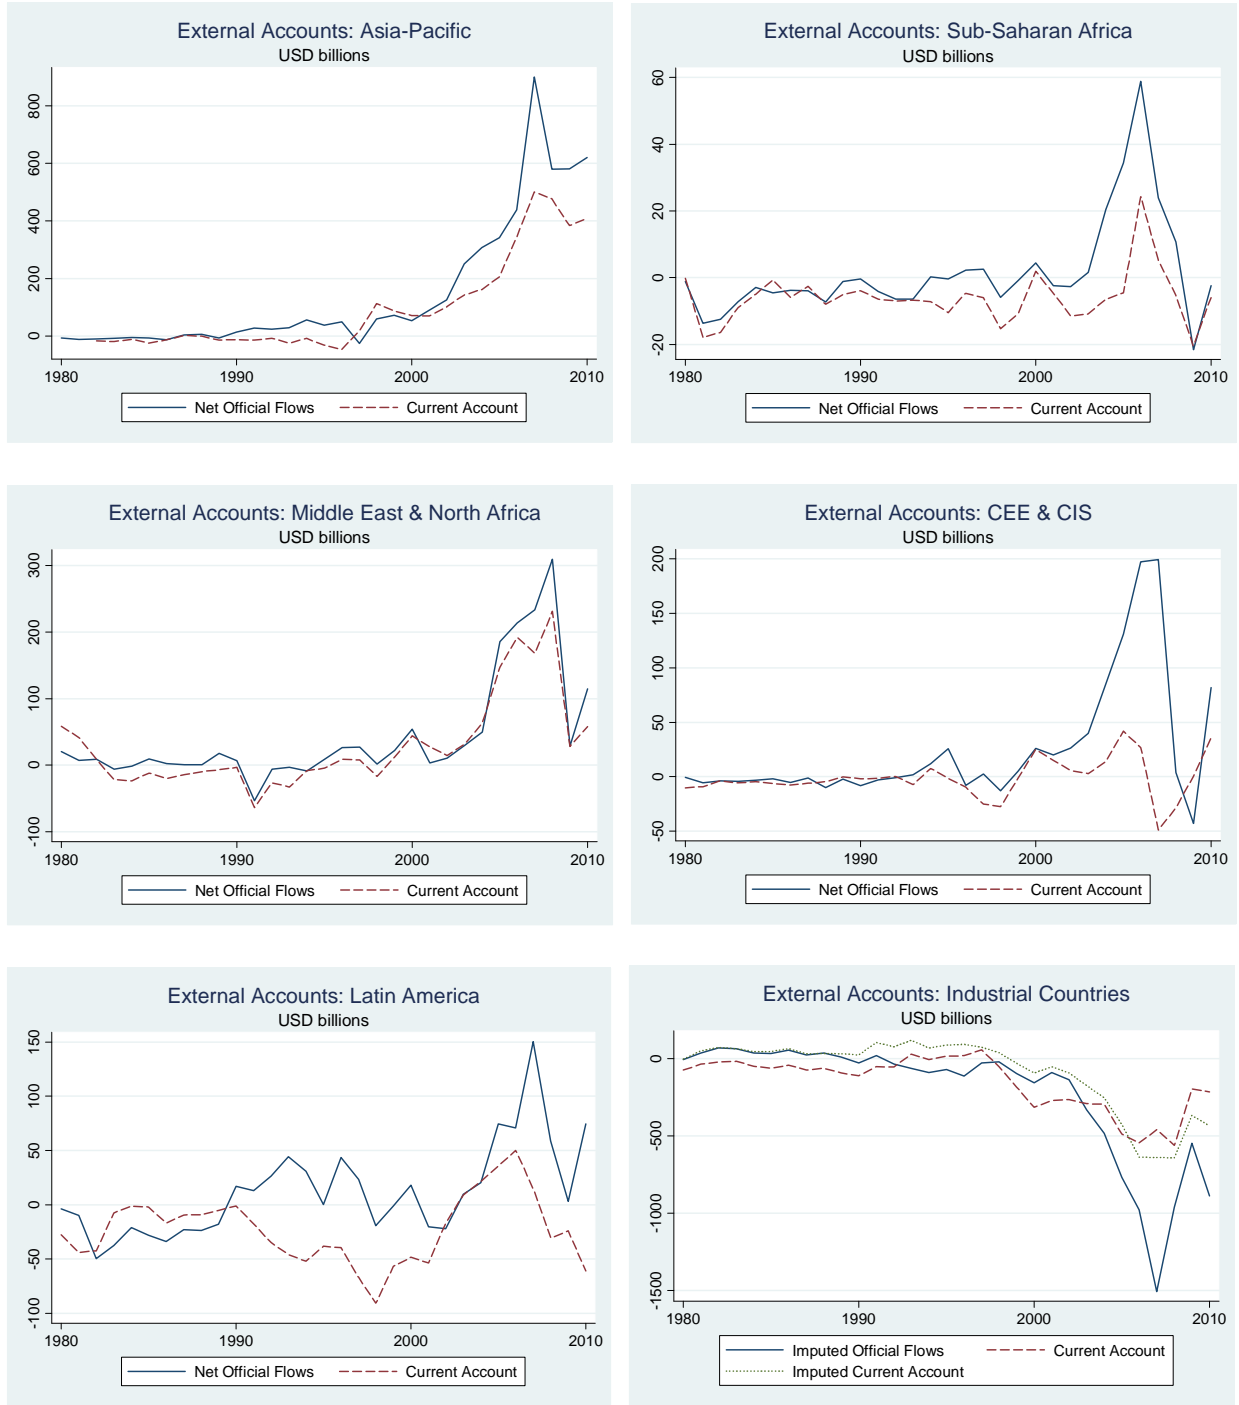 External Accounts: Asia-Pacific
USD billions
800
600
400
200
0
1980
1990
2000
2010
Net Official Flows
Current Account
External Accounts: Sub-Saharan Africa
USD billions
60
40
20
0
-20
1980
1990
2000
2010
Net Official Flows
Current Account
External Accounts: Middle East & North Africa
USD billions
300
200
100
0
-100
1980
1990
2000
2010
Net Official Flows
Current Account
External Accounts: CEE & CIS
USD billions
200
150
100
50
0
-50
1980
1990
2000
2010
Net Official Flows
Current Account
External Accounts: Latin America
USD billions
150
100
50
0
-50
-100
1980
1990
2000
2010
Net Official Flows
Current Account
External Accounts: Industrial Countries
USD billions
0
-500
-1000
-1500
1980
1990
2000
2010
Imputed Official Flows
Current Account
Imputed Current Account